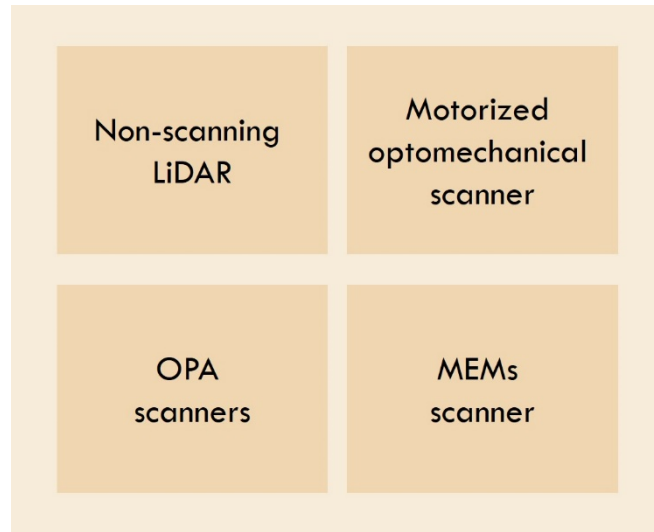 Non-scanning
LiDAR
Motorized
optomechanical
scanner
OPA
scanners
MEMs
scanner